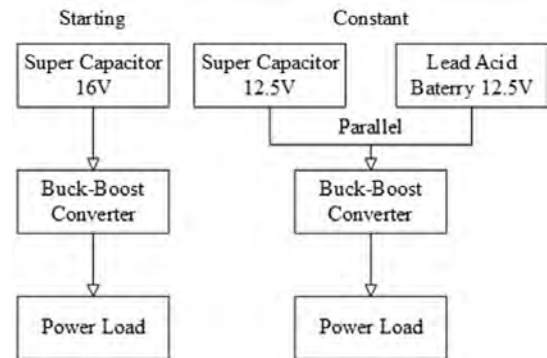 Starting
Constant
Super Capacitor
16V
Super Capacitor
12.5V
Lead Acid
Baterry 12.5V
Parallel
Buck-Boost
Converter
Buck-Boost
Converter
Power Load
Power Load